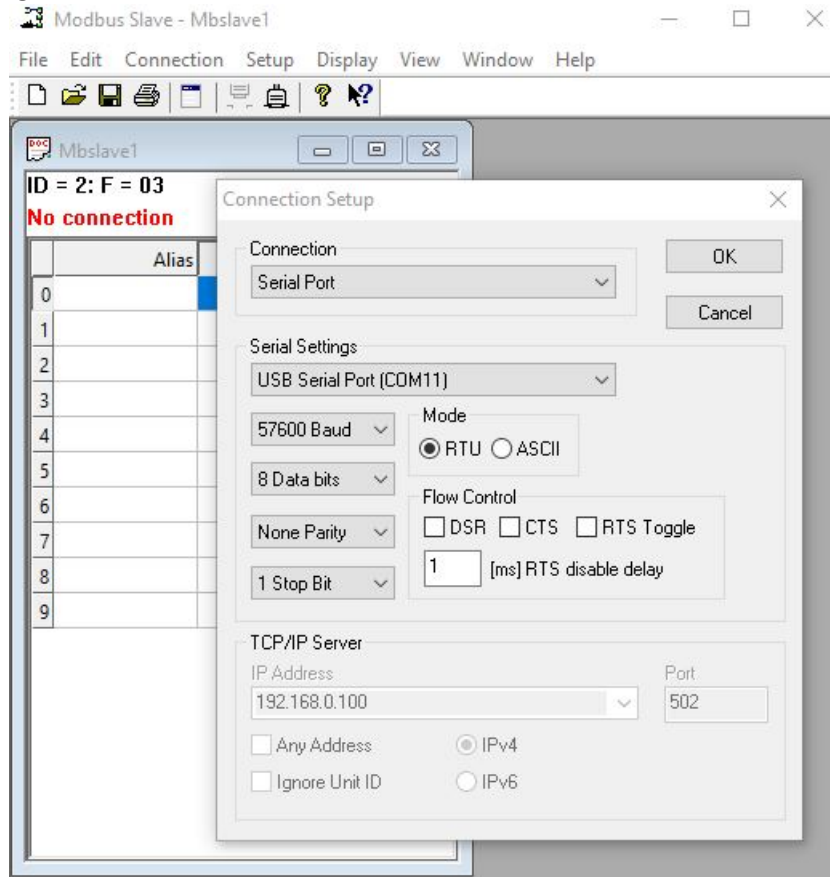 Modbus Slave - Mbslave1
File Edit Connection Setup Display View Window Help
Mbslave1
ID = 2: F = 03
No connection
Alias
0
1
2
3
4
5
6
7
8
9
Connection Setup
Connection
Serial Port
OK
Cancel
Serial Settings
USB Serial Port (COM11)
57600 Baud
8 Data bits
None Parity
1 Stop Bit
Mode
RTU ASCII
Flow Control
DSR CTS RTS Toggle
1 [ms] RTS disable delay
TCP/IP Server
IP Address Port
192.168.0.100 502
Any Address IPv4
Ignore Unit ID IPv6